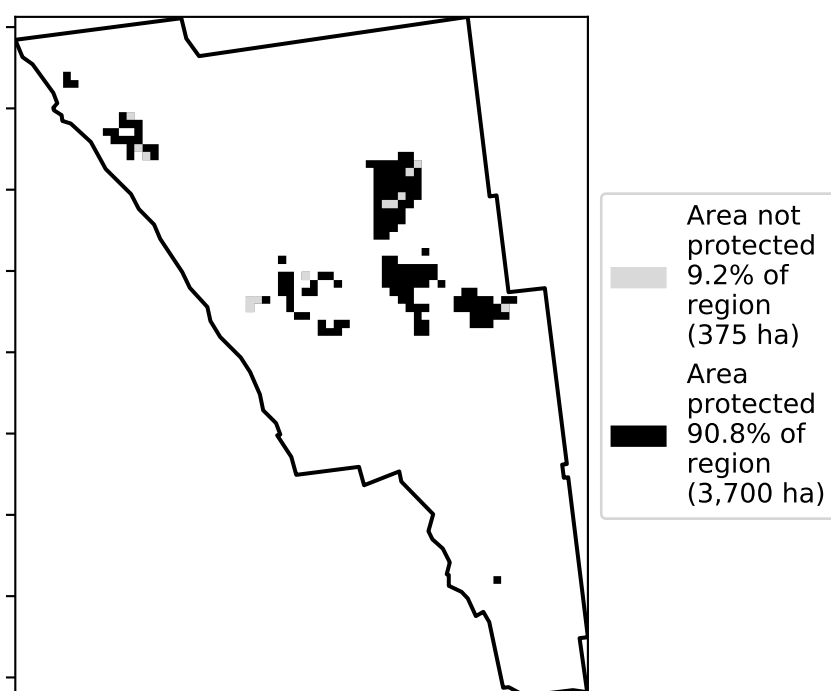 Area not
protected
9.2% of
region
(375 ha)
Area
protected
90.8% of
region
(3,700 ha)